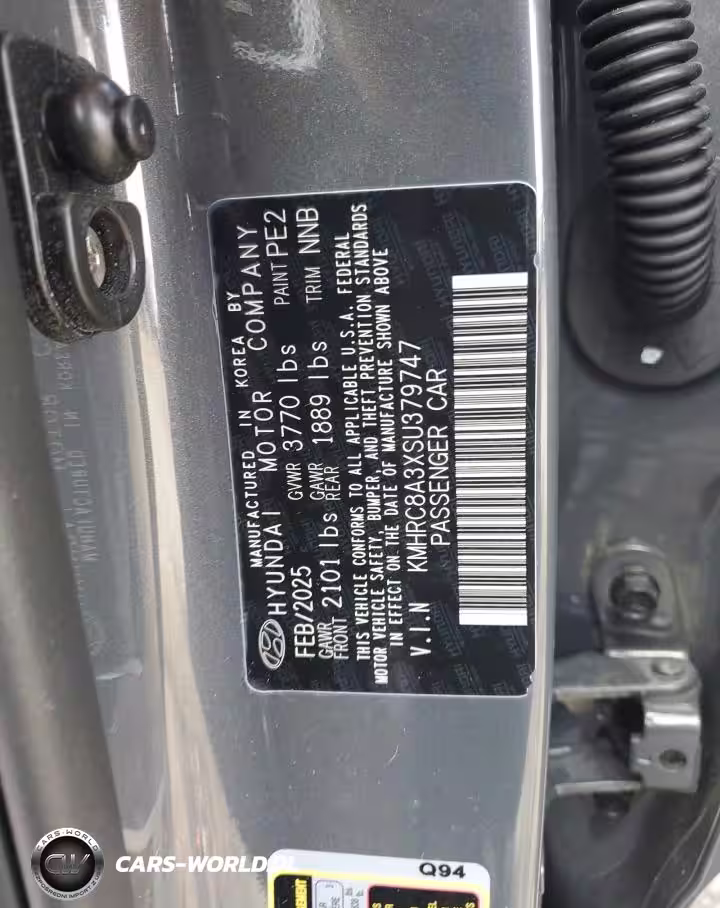 MANUFACTURED IN KOREA BY
HYUNDAI MOTOR COMPANY
FEB/2025 GVWR 3770 lbs PAINT PE2
GAWR FRONT 2101 lbs GAWR REAR 1889 lbs TRIM NNB
THIS VEHICLE CONFORMS TO ALL APPLICABLE U.S.A. FEDERAL
MOTOR VEHICLE SAFETY, BUMPER, AND THEFT PREVENTION STANDARDS
IN EFFECT ON THE DATE OF MANUFACTURE SHOWN ABOVE
V.I.N KMHRC8A3XSU379747
PASSENGER CAR
Q94
CARS-WORLD
CARS-WORLD